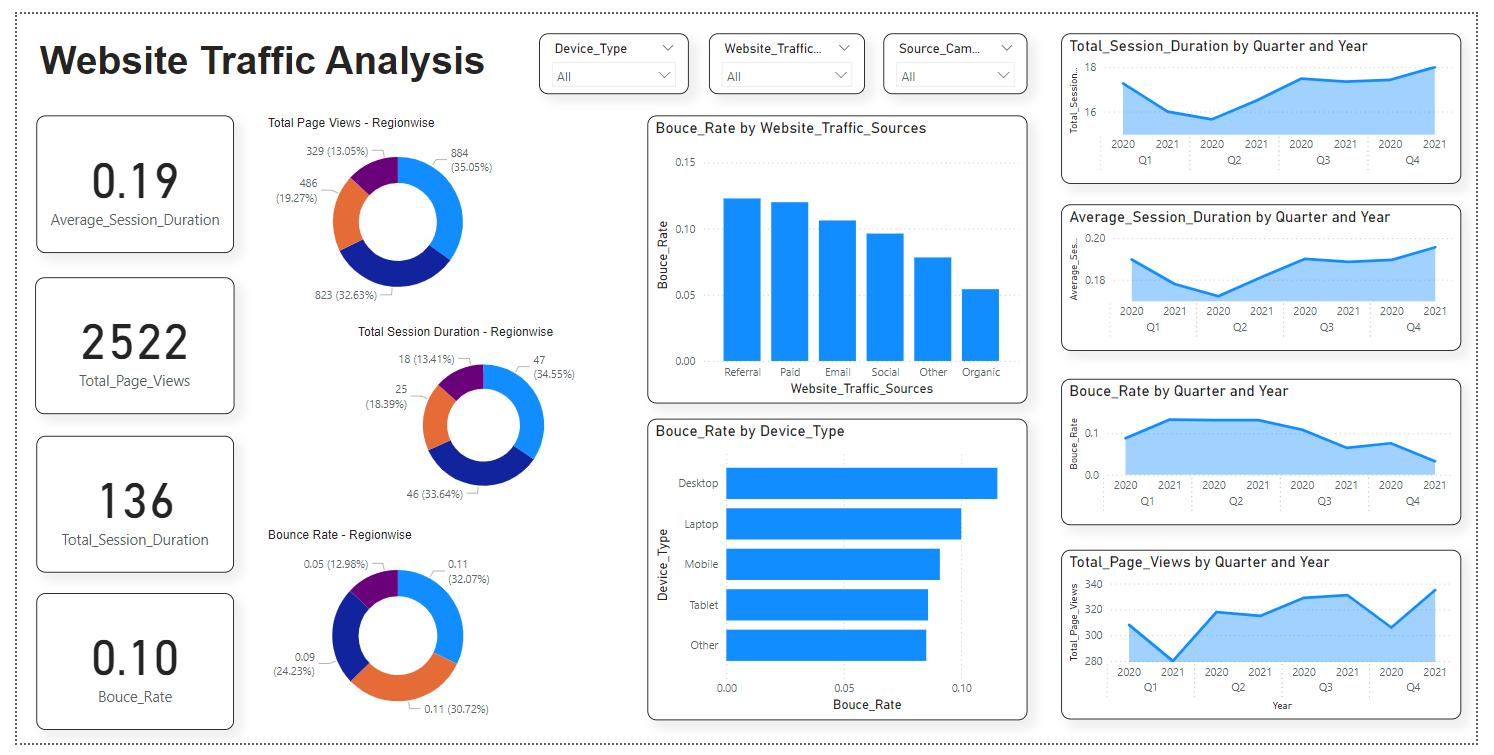 Website Traffic Analysis
Device_Type
All
Website_Traffic...
All
Source_Cam...
All
0.19
Average_Session_Duration
2522
Total_Page_Views
136
Total_Session_Duration
0.10
Bouce_Rate
Total Page Views - Regionwise
329 (13.05%)
884
(35.05%)
486
(19.27%)
823 (32.63%)
Total Session Duration - Regionwise
18 (13.41%)
47
(34.55%)
25
(18.39%)
46 (33.64%)
Bounce Rate - Regionwise
0.05 (12.98%)
0.11
(32.07%)
0.09
(24.23%)
0.11 (30.72%)
Bouce_Rate by Website_Traffic_Sources
Bouce_Rate
0.15
0.10
0.05
0.00
Referral Paid Email Social Other Organic
Website_Traffic_Sources
Bouce_Rate by Device_Type
Device_Type
Desktop
Laptop
Mobile
Tablet
Other
0.00 0.05 0.10
Bouce_Rate
Total_Session_Duration by Quarter and Year
Total_Session...
18
16
2020 2021 2020 2021 2020 2021 2020 2021
Q1 Q2 Q3 Q4
Average_Session_Duration by Quarter and Year
Average_Ses...
0.20
0.18
2020 2021 2020 2021 2020 2021 2020 2021
Q1 Q2 Q3 Q4
Bouce_Rate by Quarter and Year
Bouce_Rate
0.1
0.0
2020 2021 2020 2021 2020 2021 2020 2021
Q1 Q2 Q3 Q4
Total_Page_Views by Quarter and Year
Total_Page_Views
340
320
300
280
2020 2021 2020 2021 2020 2021 2020 2021
Q1 Q2 Q3 Q4
Year